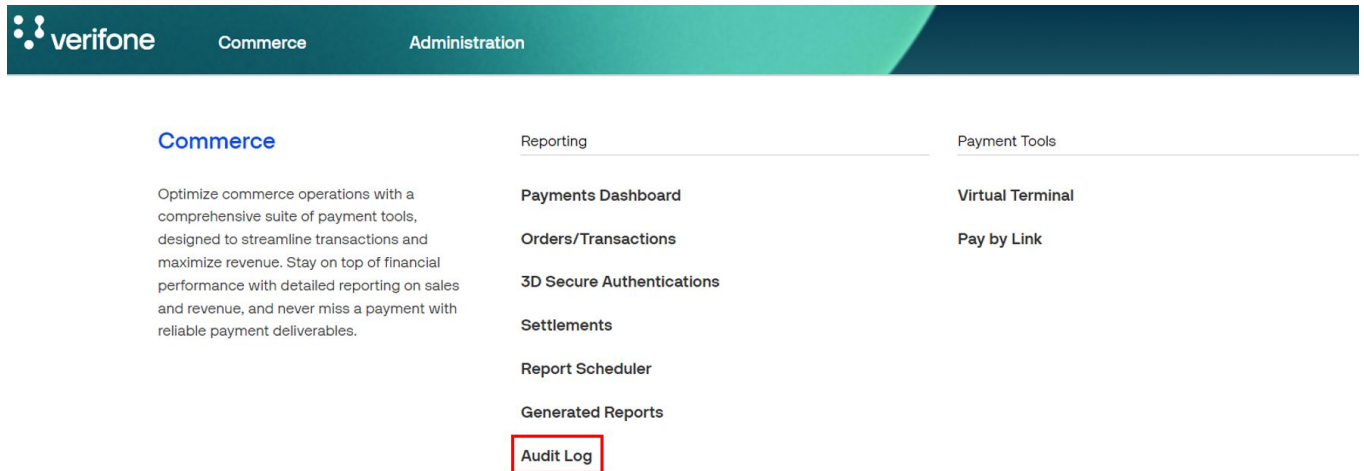 verifone Commerce Administration
Commerce
Optimize commerce operations with a
comprehensive suite of payment tools,
designed to streamline transactions and
maximize revenue. Stay on top of financial
performance with detailed reporting on sales
and revenue, and never miss a payment with
reliable payment deliverables.
Reporting
Payments Dashboard
Orders/Transactions
3D Secure Authentications
Settlements
Report Scheduler
Generated Reports
Audit Log
Payment Tools
Virtual Terminal
Pay by Link